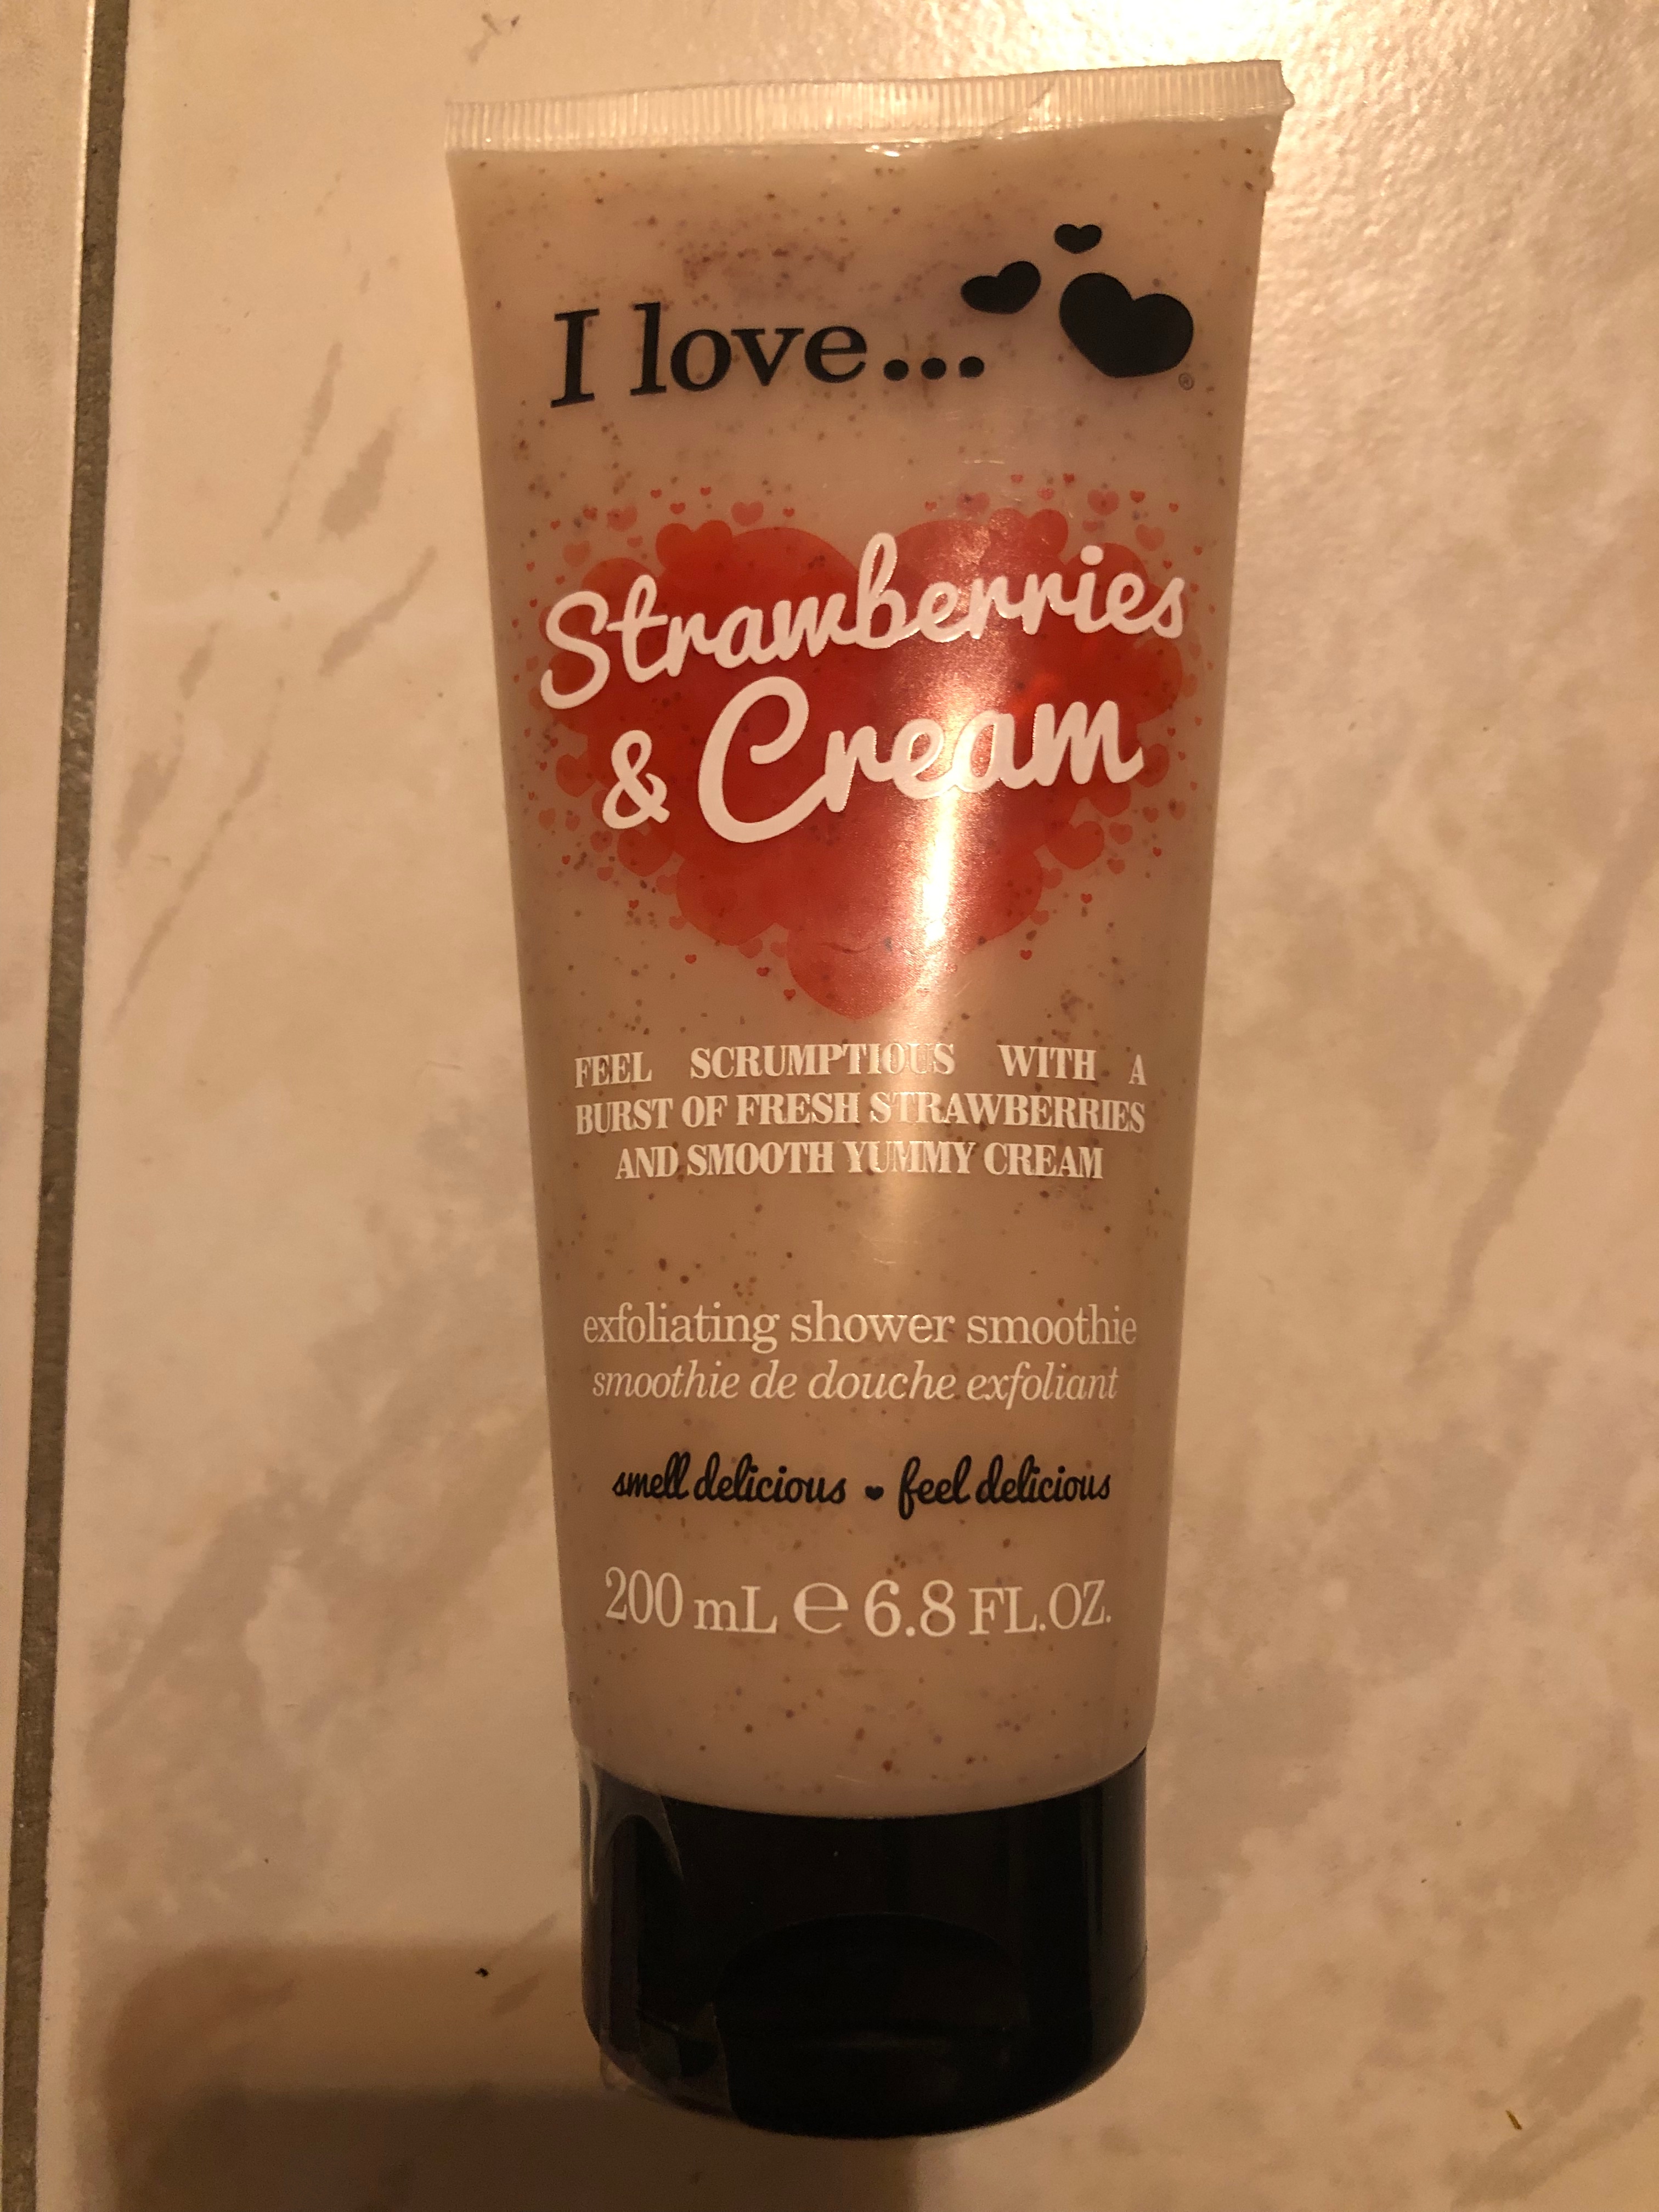 I love...
®
Strawberries
& Cream
FEEL SCRUMPTIOUS WITH A
BURST OF FRESH STRAWBERRIES
AND SMOOTH YUMMY CREAM
exfoliating shower smoothie
smoothie de douche exfoliant
smell delicious ♥ feel delicious
200 mL ℮ 6.8 FL.OZ.